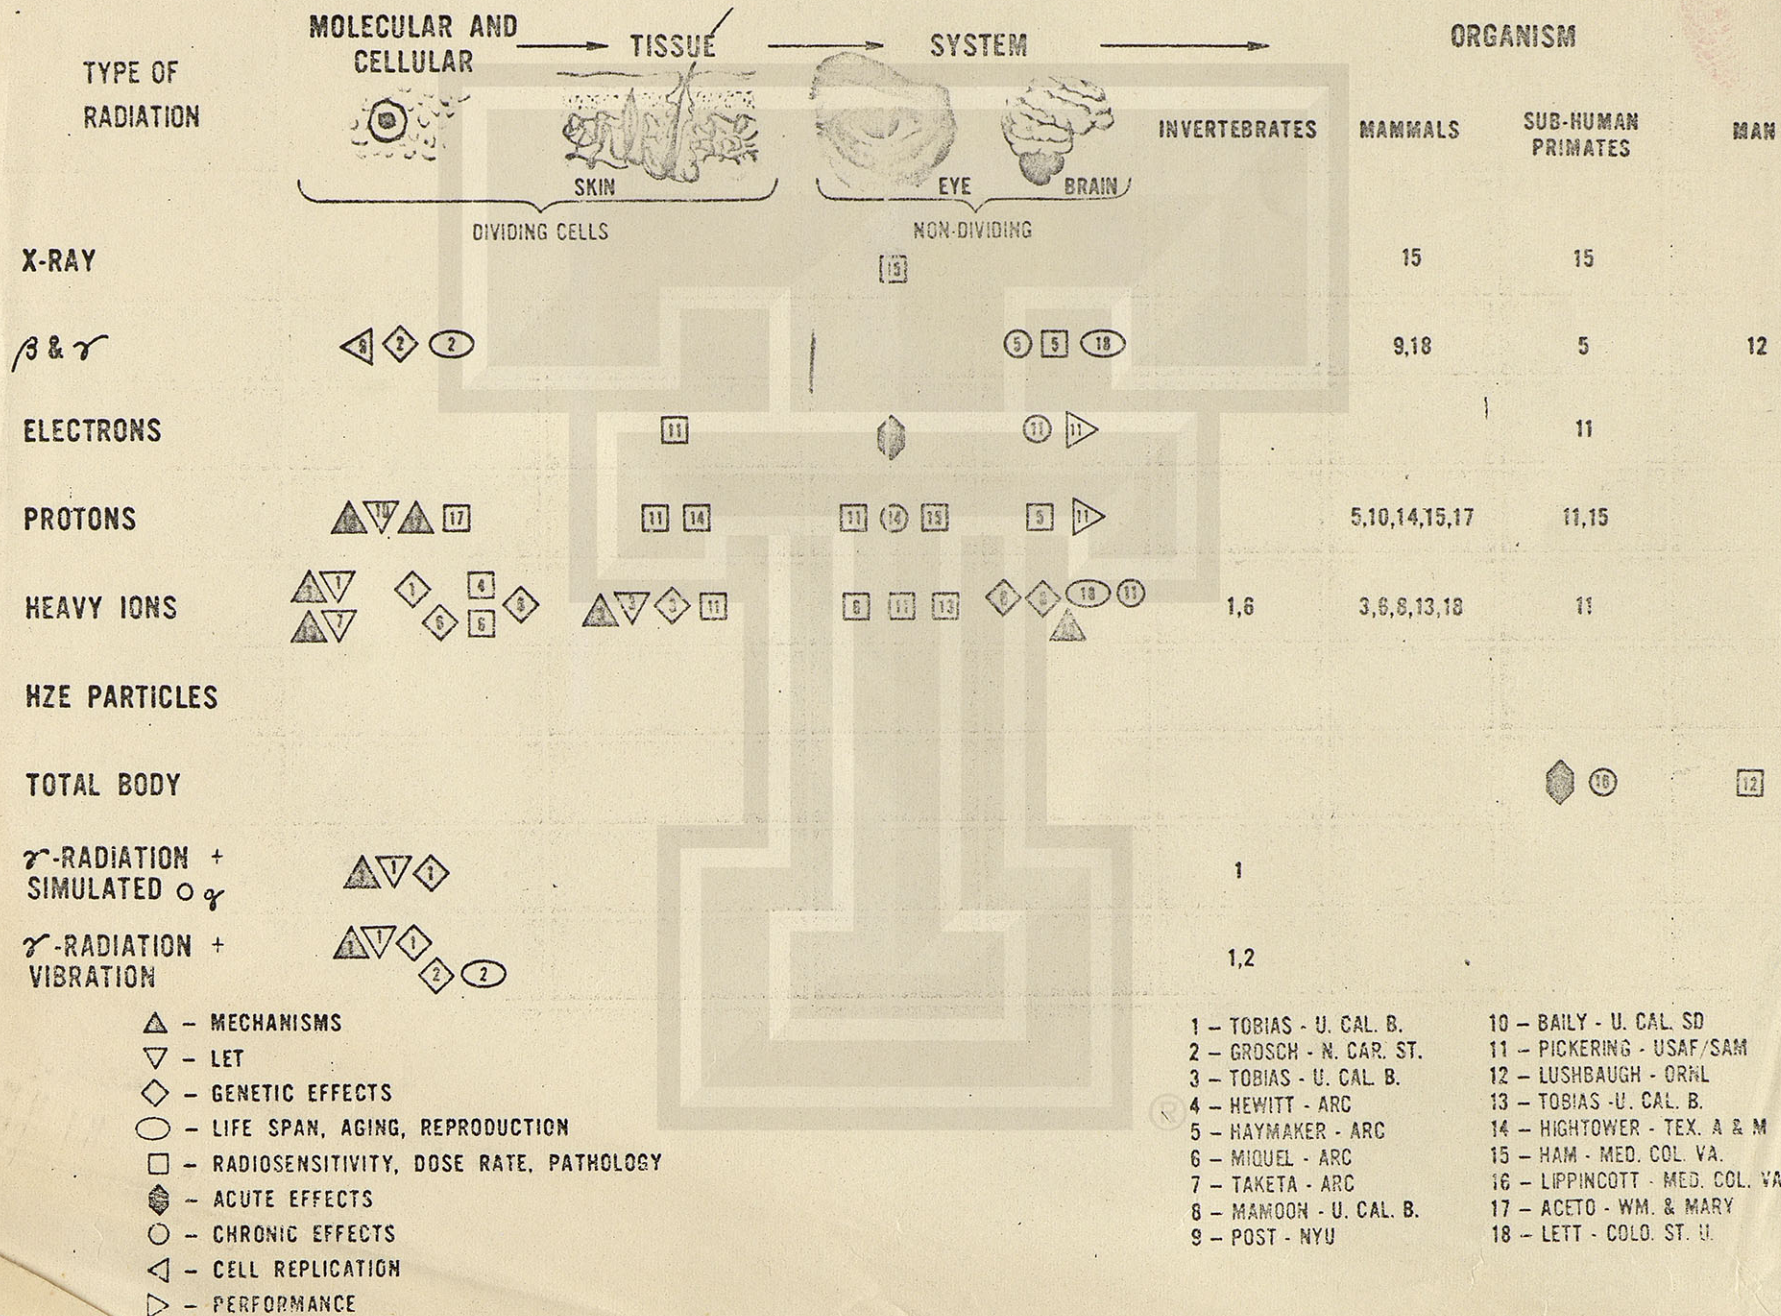 MOLECULAR AND CELLULAR
TISSUE
SYSTEM
ORGANISM
TYPE OF RADIATION
INVERTEBRATES
MAMMALS
SUB-HUMAN PRIMATES
MAN
SKIN
EYE
BRAIN
DIVIDING CELLS
NON-DIVIDING
X-RAY
15
15
15
β & γ
2
2
5
5
18
9,18
5
12
ELECTRONS
11
11
11
11
PROTONS
17
11
14
11
14
15
5
11
5,10,14,15,17
11,15
HEAVY IONS
1
1
4
8
7
6
6
3
3
11
11
13
18
11
1,6
3,6,8,13,18
11
HZE PARTICLES
TOTAL BODY
16
12
γ-RADIATION + SIMULATED O g
1
1
1
γ-RADIATION + VIBRATION
1
1
1
2
2
1,2
– MECHANISMS
– LET
– GENETIC EFFECTS
– LIFE SPAN, AGING, REPRODUCTION
– RADIOSENSITIVITY, DOSE RATE, PATHOLOGY
– ACUTE EFFECTS
– CHRONIC EFFECTS
– CELL REPLICATION
– PERFORMANCE
1 – TOBIAS - U. CAL. B.
2 – GROSCH - N. CAR. ST.
3 – TOBIAS - U. CAL. B.
4 – HEWITT - ARC
5 – HAYMAKER - ARC
6 – MIQUEL - ARC
7 – TAKETA - ARC
8 – MAMOON - U. CAL. B.
9 – POST - NYU
10 – BAILY - U. CAL. SD
11 – PICKERING - USAF/SAM
12 – LUSHBAUGH - ORNL
13 – TOBIAS -U. CAL. B.
14 – HIGHTOWER - TEX. A & M
15 – HAM - MED. COL. VA.
16 – LIPPINCOTT - MED. COL. VA
17 – ACETO - WM. & MARY
18 – LETT - COLO. ST. U.
®